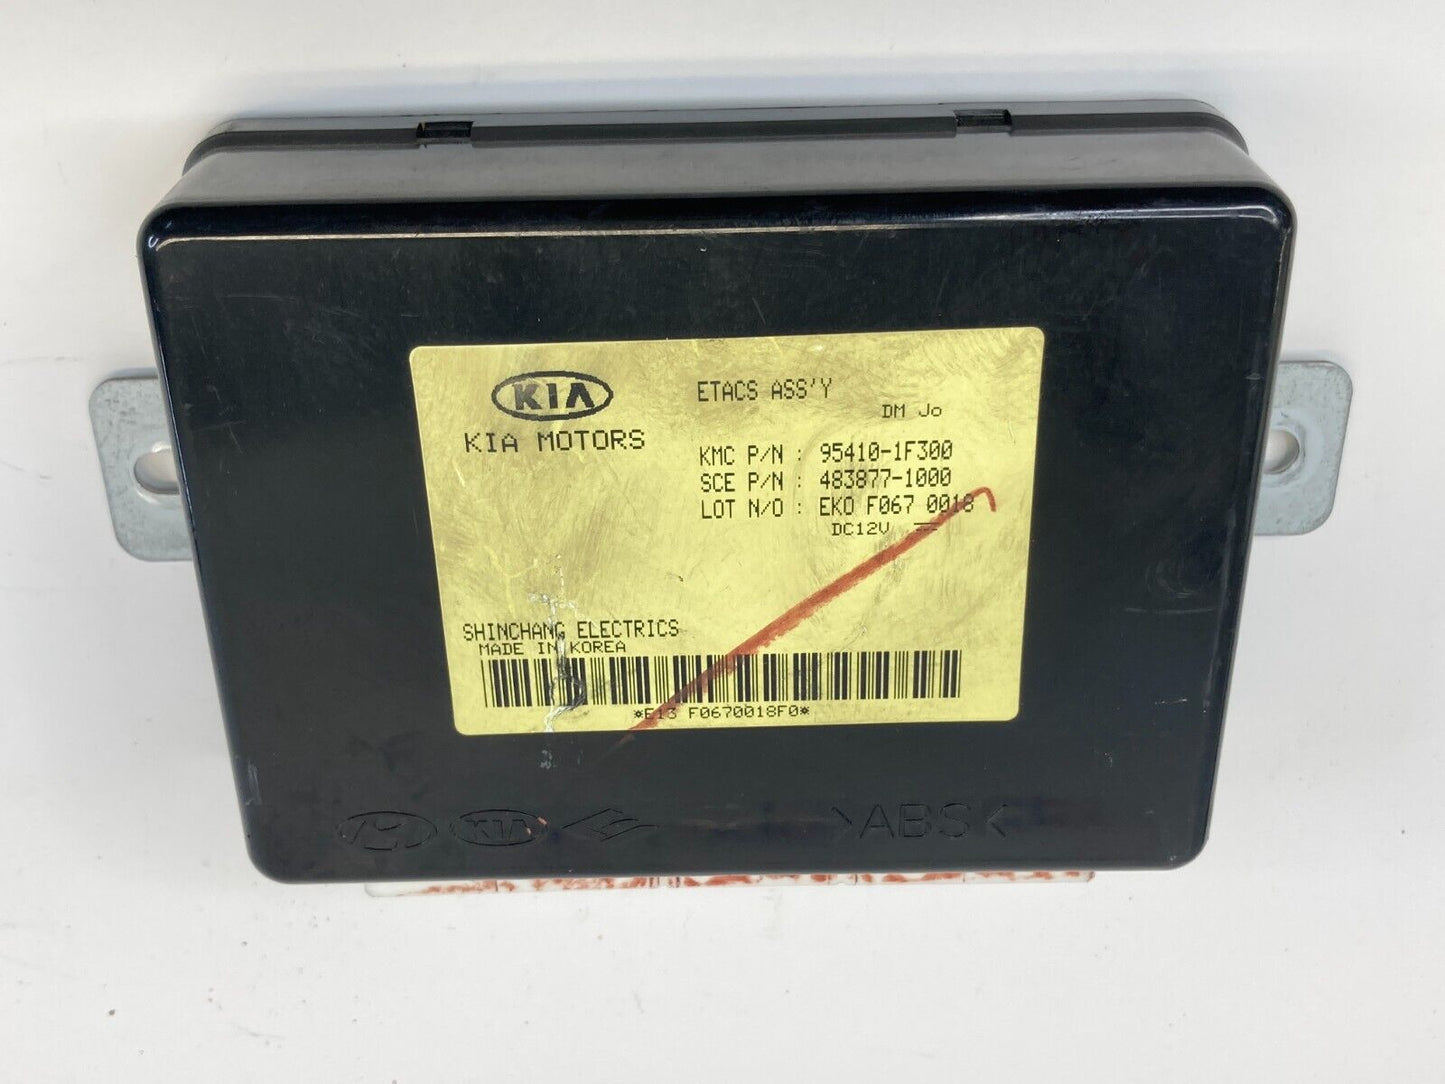 KIA
KIA MOTORS
ETACS ASS'Y
DM Jo
KMC P/N : 95410-1F300
SCE P/N : 483877-1000
LOT N/O : EKO F067 0018
DC12V
SHINCHANG ELECTRICS
MADE IN KOREA
*E13 F0670018F0*
KIA >ABS<